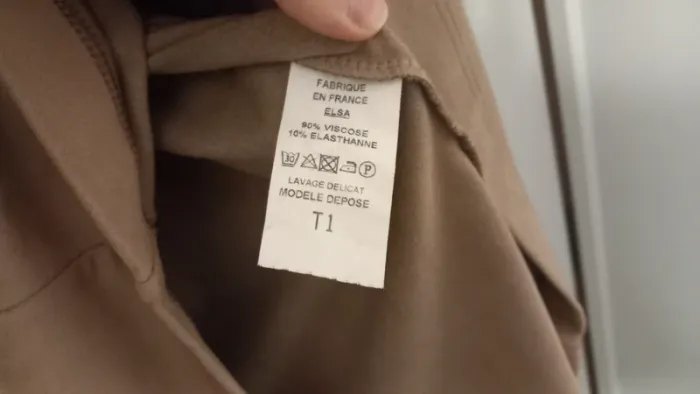 FABRIQUE
EN FRANCE
ELSA
90% VISCOSE
10% ELASTHANNE
P
LAVAGE DELICAT
MODELE DEPOSE
T1